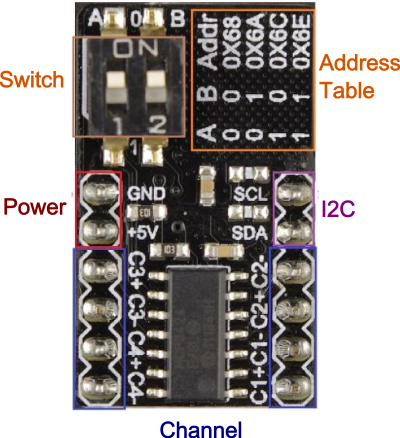 A 0 B
ON
1 2
1
Addr
0X68
0X6A
0X6C
0X6E
B
0
1
0
1
A
0
0
1
1
Switch
Address
Table
Power
GND
SCL
I2C
+5V
SDA
C3+
C3-
C4+
C4-
C2-
C2+
C1-
C1+
Channel